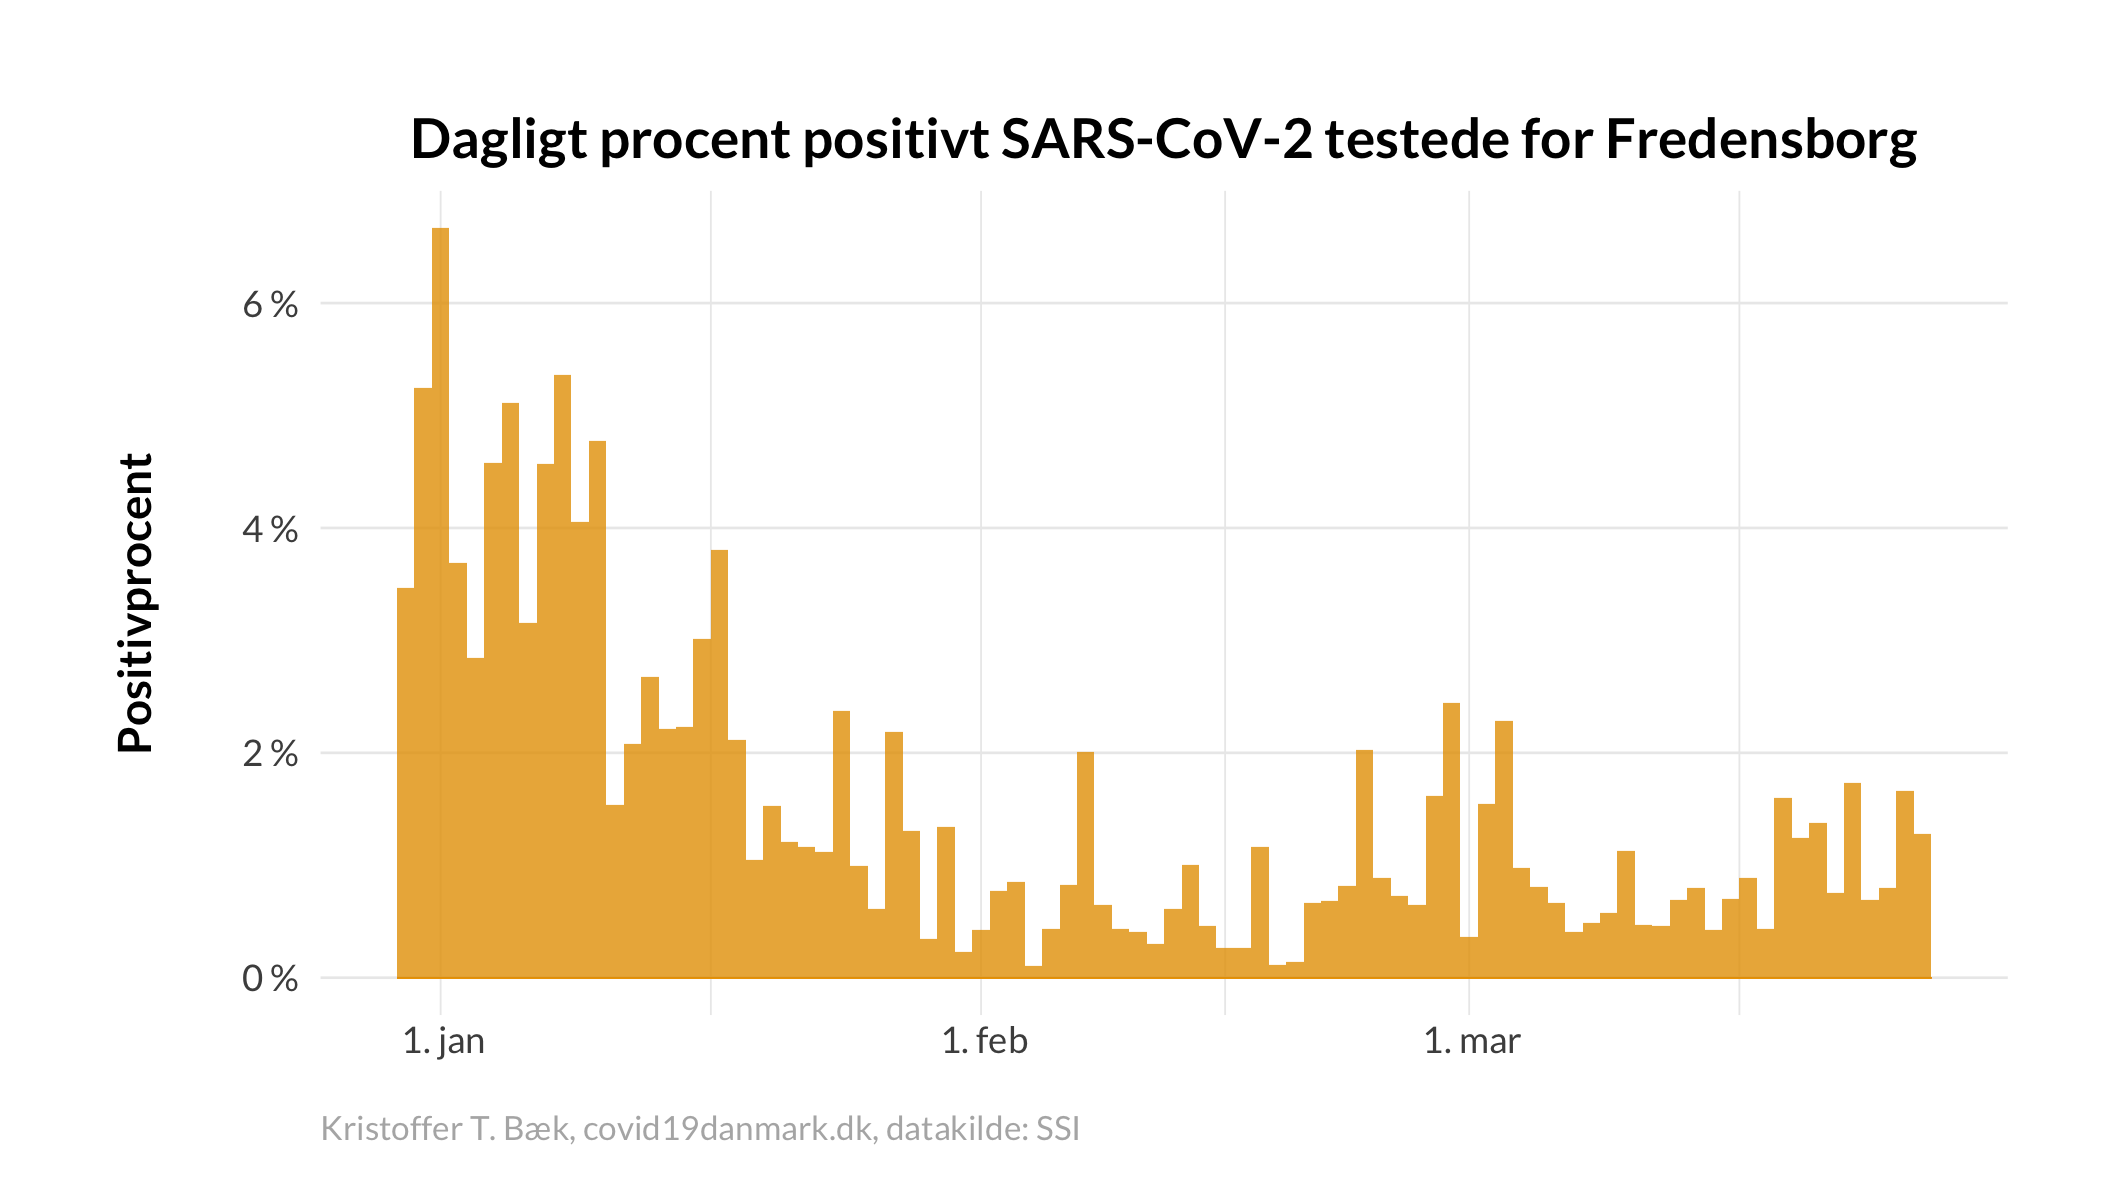 Dagligt procent positivt SARS-CoV-2 testede for Fredensborg
Positivprocent
6 %
4 %
2 %
0 %
1. jan
1. feb
1. mar
Kristoffer T. Bæk, covid19danmark.dk, datakilde: SSI